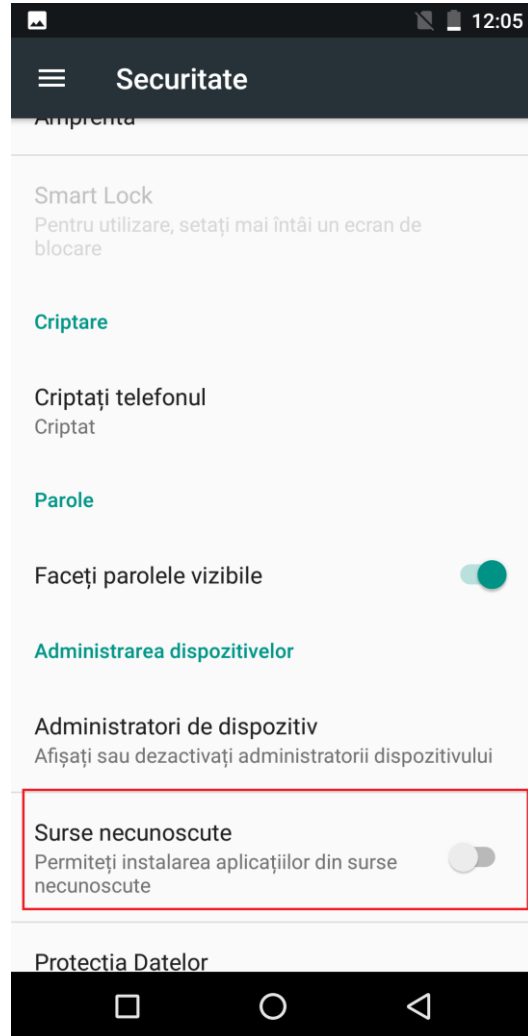 12:05
Securitate
Amprenta
Smart Lock
Pentru utilizare, setați mai întâi un ecran de
blocare
Criptare
Criptați telefonul
Criptat
Parole
Faceți parolele vizibile
Administrarea dispozitivelor
Administratori de dispozitiv
Afișați sau dezactivați administratorii dispozitivului
Surse necunoscute
Permiteți instalarea aplicațiilor din surse
necunoscute
Protectia Datelor